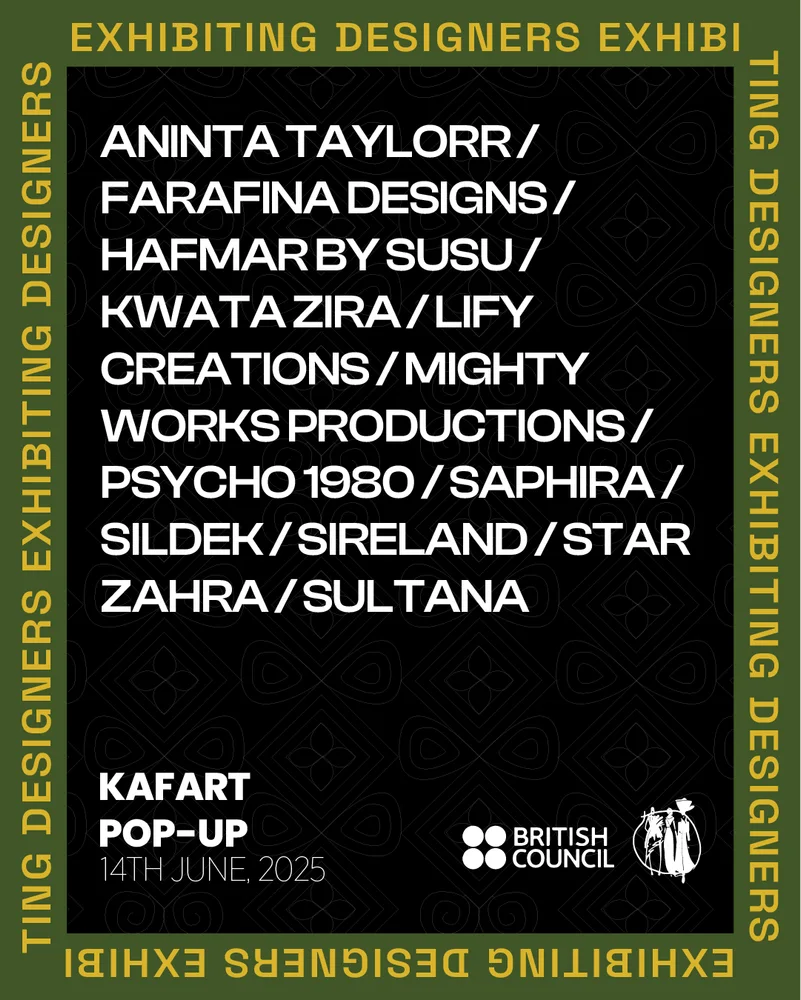 EXHIBITING DESIGNERS EXHIBI
TING DESIGNERS EXHIBITING DESIGNERS
ANINTA TAYLORR /
FARAFINA DESIGNS /
HAFMAR BY SUSU /
KWATA ZIRA / LIFY
CREATIONS / MIGHTY
WORKS PRODUCTIONS /
PSYCHO 1980 / SAPHIRA /
SILDEK / SIRELAND / STAR
ZAHRA / SULTANA
KAFART
POP-UP
14TH JUNE, 2025
BRITISH
COUNCIL
TING DESIGNERS EXHIBITING DESIGNERS
EXHIBITING DESIGNERS EXHIBI